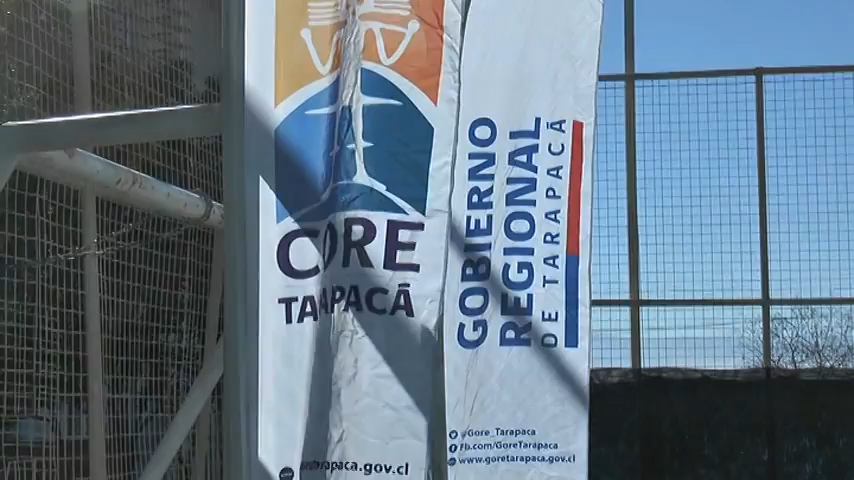 CORE
TARAPACÁ
GOBIERNO
REGIONAL
DE TARAPACÁ
@Gore_Tarapaca
Fb.com/GoreTarapaca
www.goretarapaca.gov.cl